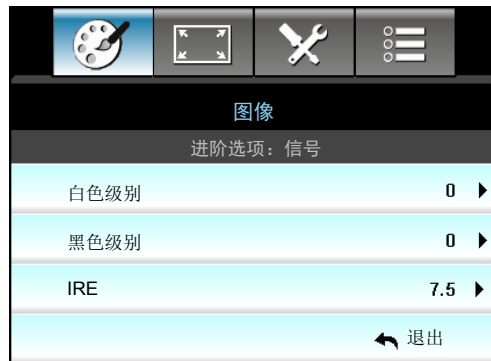 图像
进阶选项：信号
白色级别 0
黑色级别 0
IRE 7.5
退出